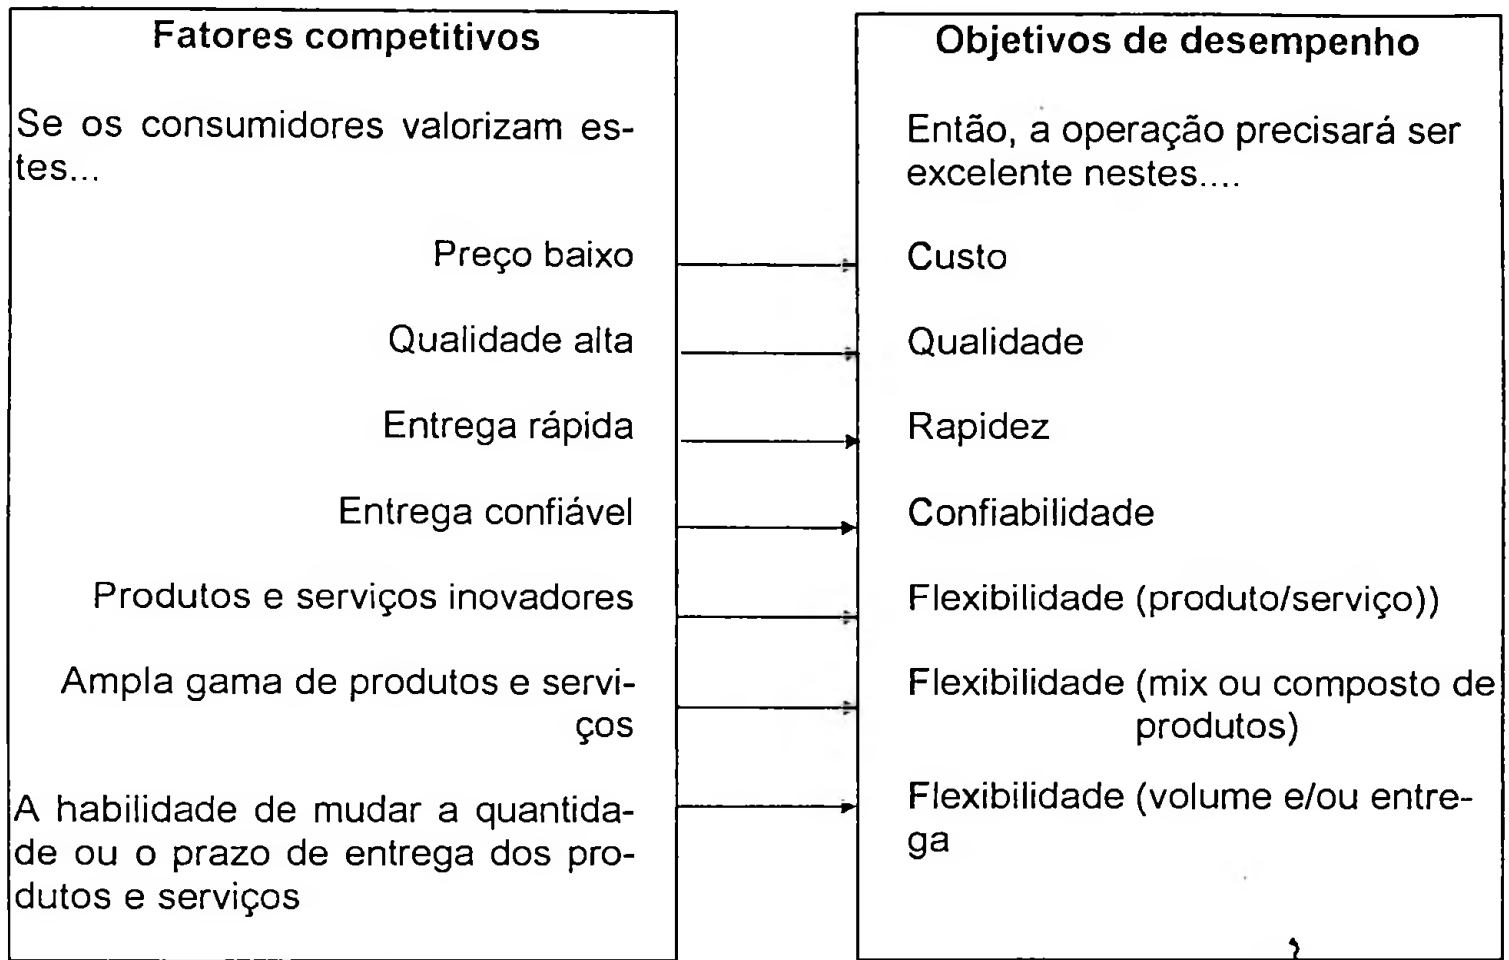 Fatores competitivos
Se os consumidores valorizam es-
tes...
Preço baixo
Qualidade alta
Entrega rápida
Entrega confiável
Produtos e serviços inovadores
Ampla gama de produtos e servi-
ços
A habilidade de mudar a quantida-
de ou o prazo de entrega dos pro-
dutos e serviços
Objetivos de desempenho
Então, a operação precisará ser
excelente nestes....
Custo
Qualidade
Rapidez
Confiabilidade
Flexibilidade (produto/serviço))
Flexibilidade (mix ou composto de
produtos)
Flexibilidade (volume e/ou entre-
ga